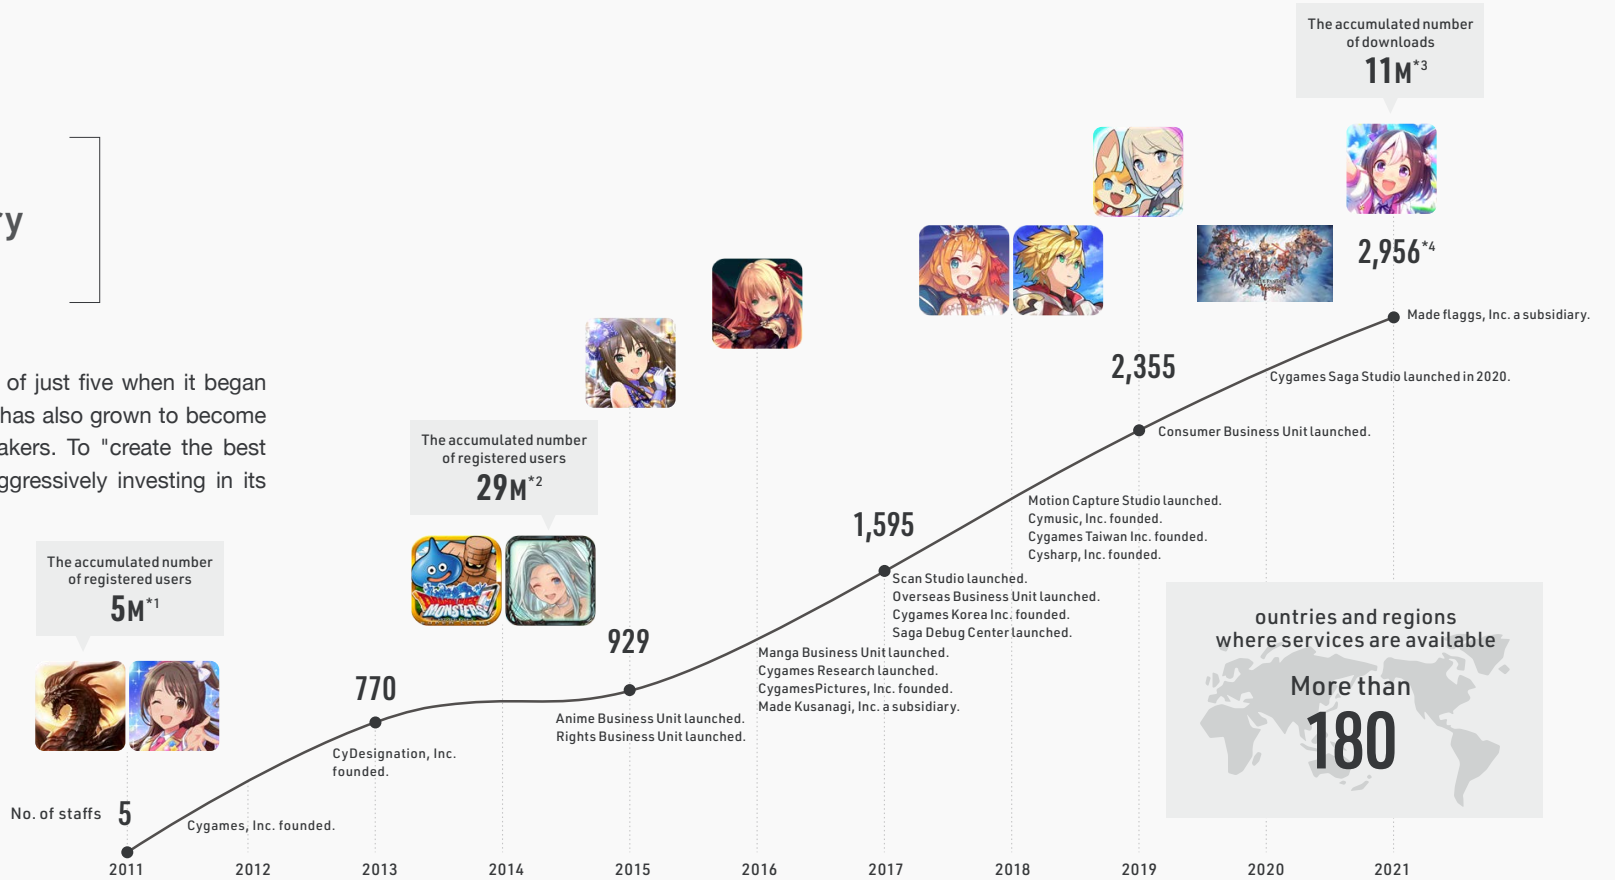 The accumulated number
of downloads
11M*3
ry
2,956*4
Made flaggs, Inc. a subsidiary.
2,355
Cygames Saga Studio launched in 2020.
of just five when it began
has also grown to become
akers. To "create the best
ggressively investing in its
Consumer Business Unit launched.
The accumulated number
of registered users
29M*2
Motion Capture Studio launched.
Cymusic, Inc. founded.
Cygames Taiwan Inc. founded.
Cysharp, Inc. founded.
1,595
Scan Studio launched.
Overseas Business Unit launched.
Cygames Korea Inc. founded.
Saga Debug Center launched.
The accumulated number
of registered users
5M*1
929
Manga Business Unit launched.
Cygames Research launched.
CygamesPictures, Inc. founded.
Made Kusanagi, Inc. a subsidiary.
ountries and regions
where services are available
More than
180
770
Anime Business Unit launched.
Rights Business Unit launched.
CyDesignation, Inc.
founded.
No. of staffs 5
Cygames, Inc. founded.
2011 2012 2013 2014 2015 2016 2017 2018 2019 2020 2021